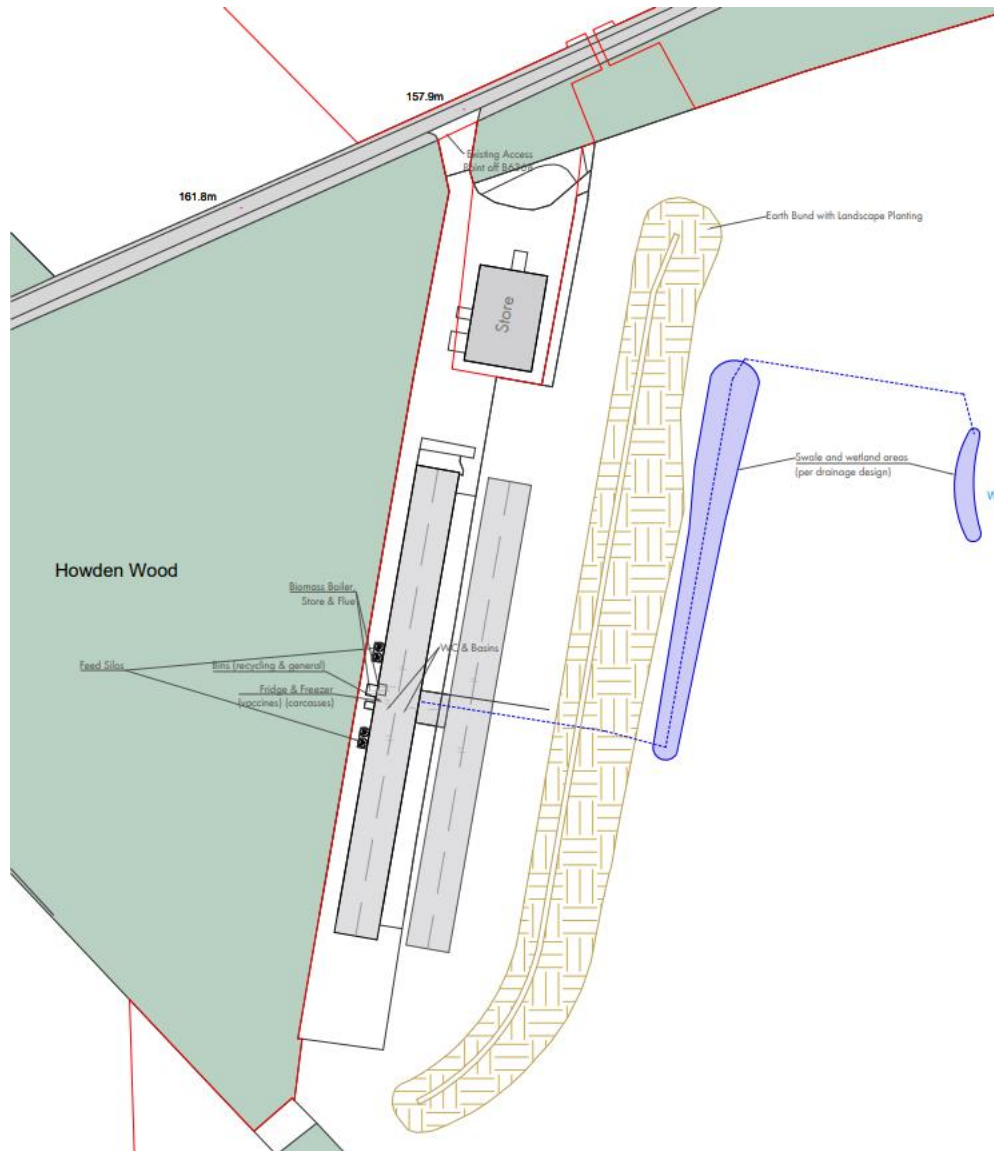 157.9m
Existing Access
Point off B6368
161.8m
Earth Bund with Landscape Planting
Store
Swale and wetland areas
(per drainage design)
W
Howden Wood
Biomass Boiler,
Store & Flue
WC & Basins
Feed Silos
Bins (recycling & general)
Fridge & Freezer
(vaccines) (carcasses)